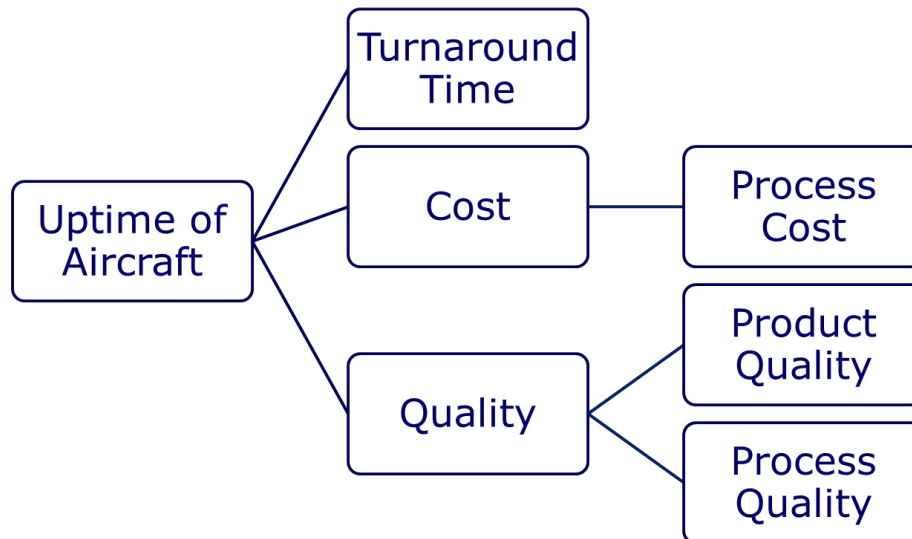 Uptime of
Aircraft
Turnaround
Time
Cost
Quality
Process
Cost
Product
Quality
Process
Quality